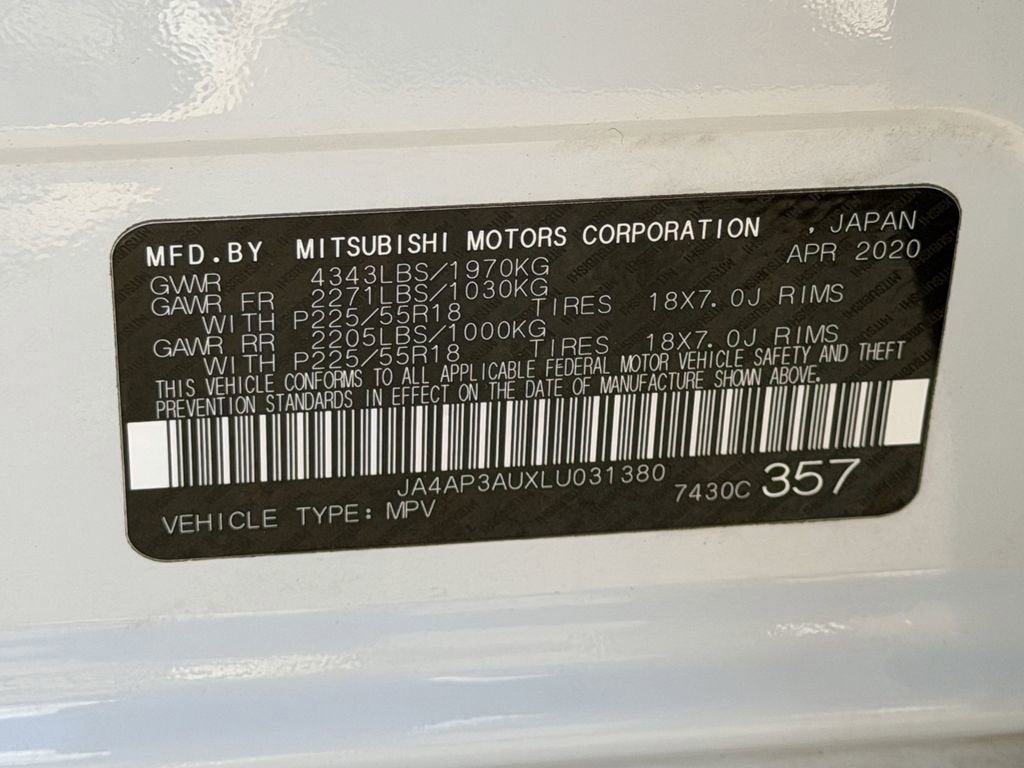 MFD.BY MITSUBISHI MOTORS CORPORATION , JAPAN
GVWR 4343LBS/1970KG APR 2020
GAWR FR 2271LBS/1030KG
WITH P225/55R18 TIRES 18X7.0J RIMS
GAWR RR 2205LBS/1000KG
WITH P225/55R18 TIRES 18X7.0J RIMS
THIS VEHICLE CONFORMS TO ALL APPLICABLE FEDERAL MOTOR VEHICLE SAFETY AND THEFT
PREVENTION STANDARDS IN EFFECT ON THE DATE OF MANUFACTURE SHOWN ABOVE.
JA4AP3AUXLU031380
7430C 357
VEHICLE TYPE: MPV